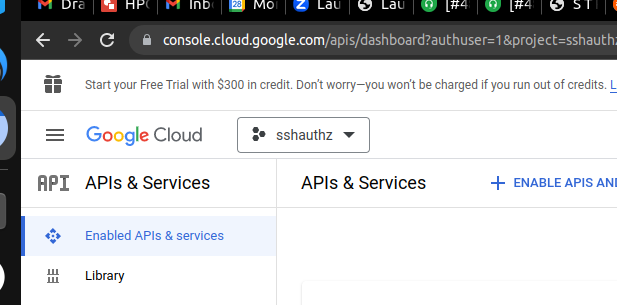 Dra HPC Inb Mo Lau Lau [#4 [#4 S T I
console.cloud.google.com/apis/dashboard?authuser=1&project=sshauthz
Start your Free Trial with $300 in credit. Don't worry—you won't be charged if you run out of credits. L
Google Cloud sshauthz
API APIs & Services APIs & Services + ENABLE APIS AND
Enabled APIs & services
Library